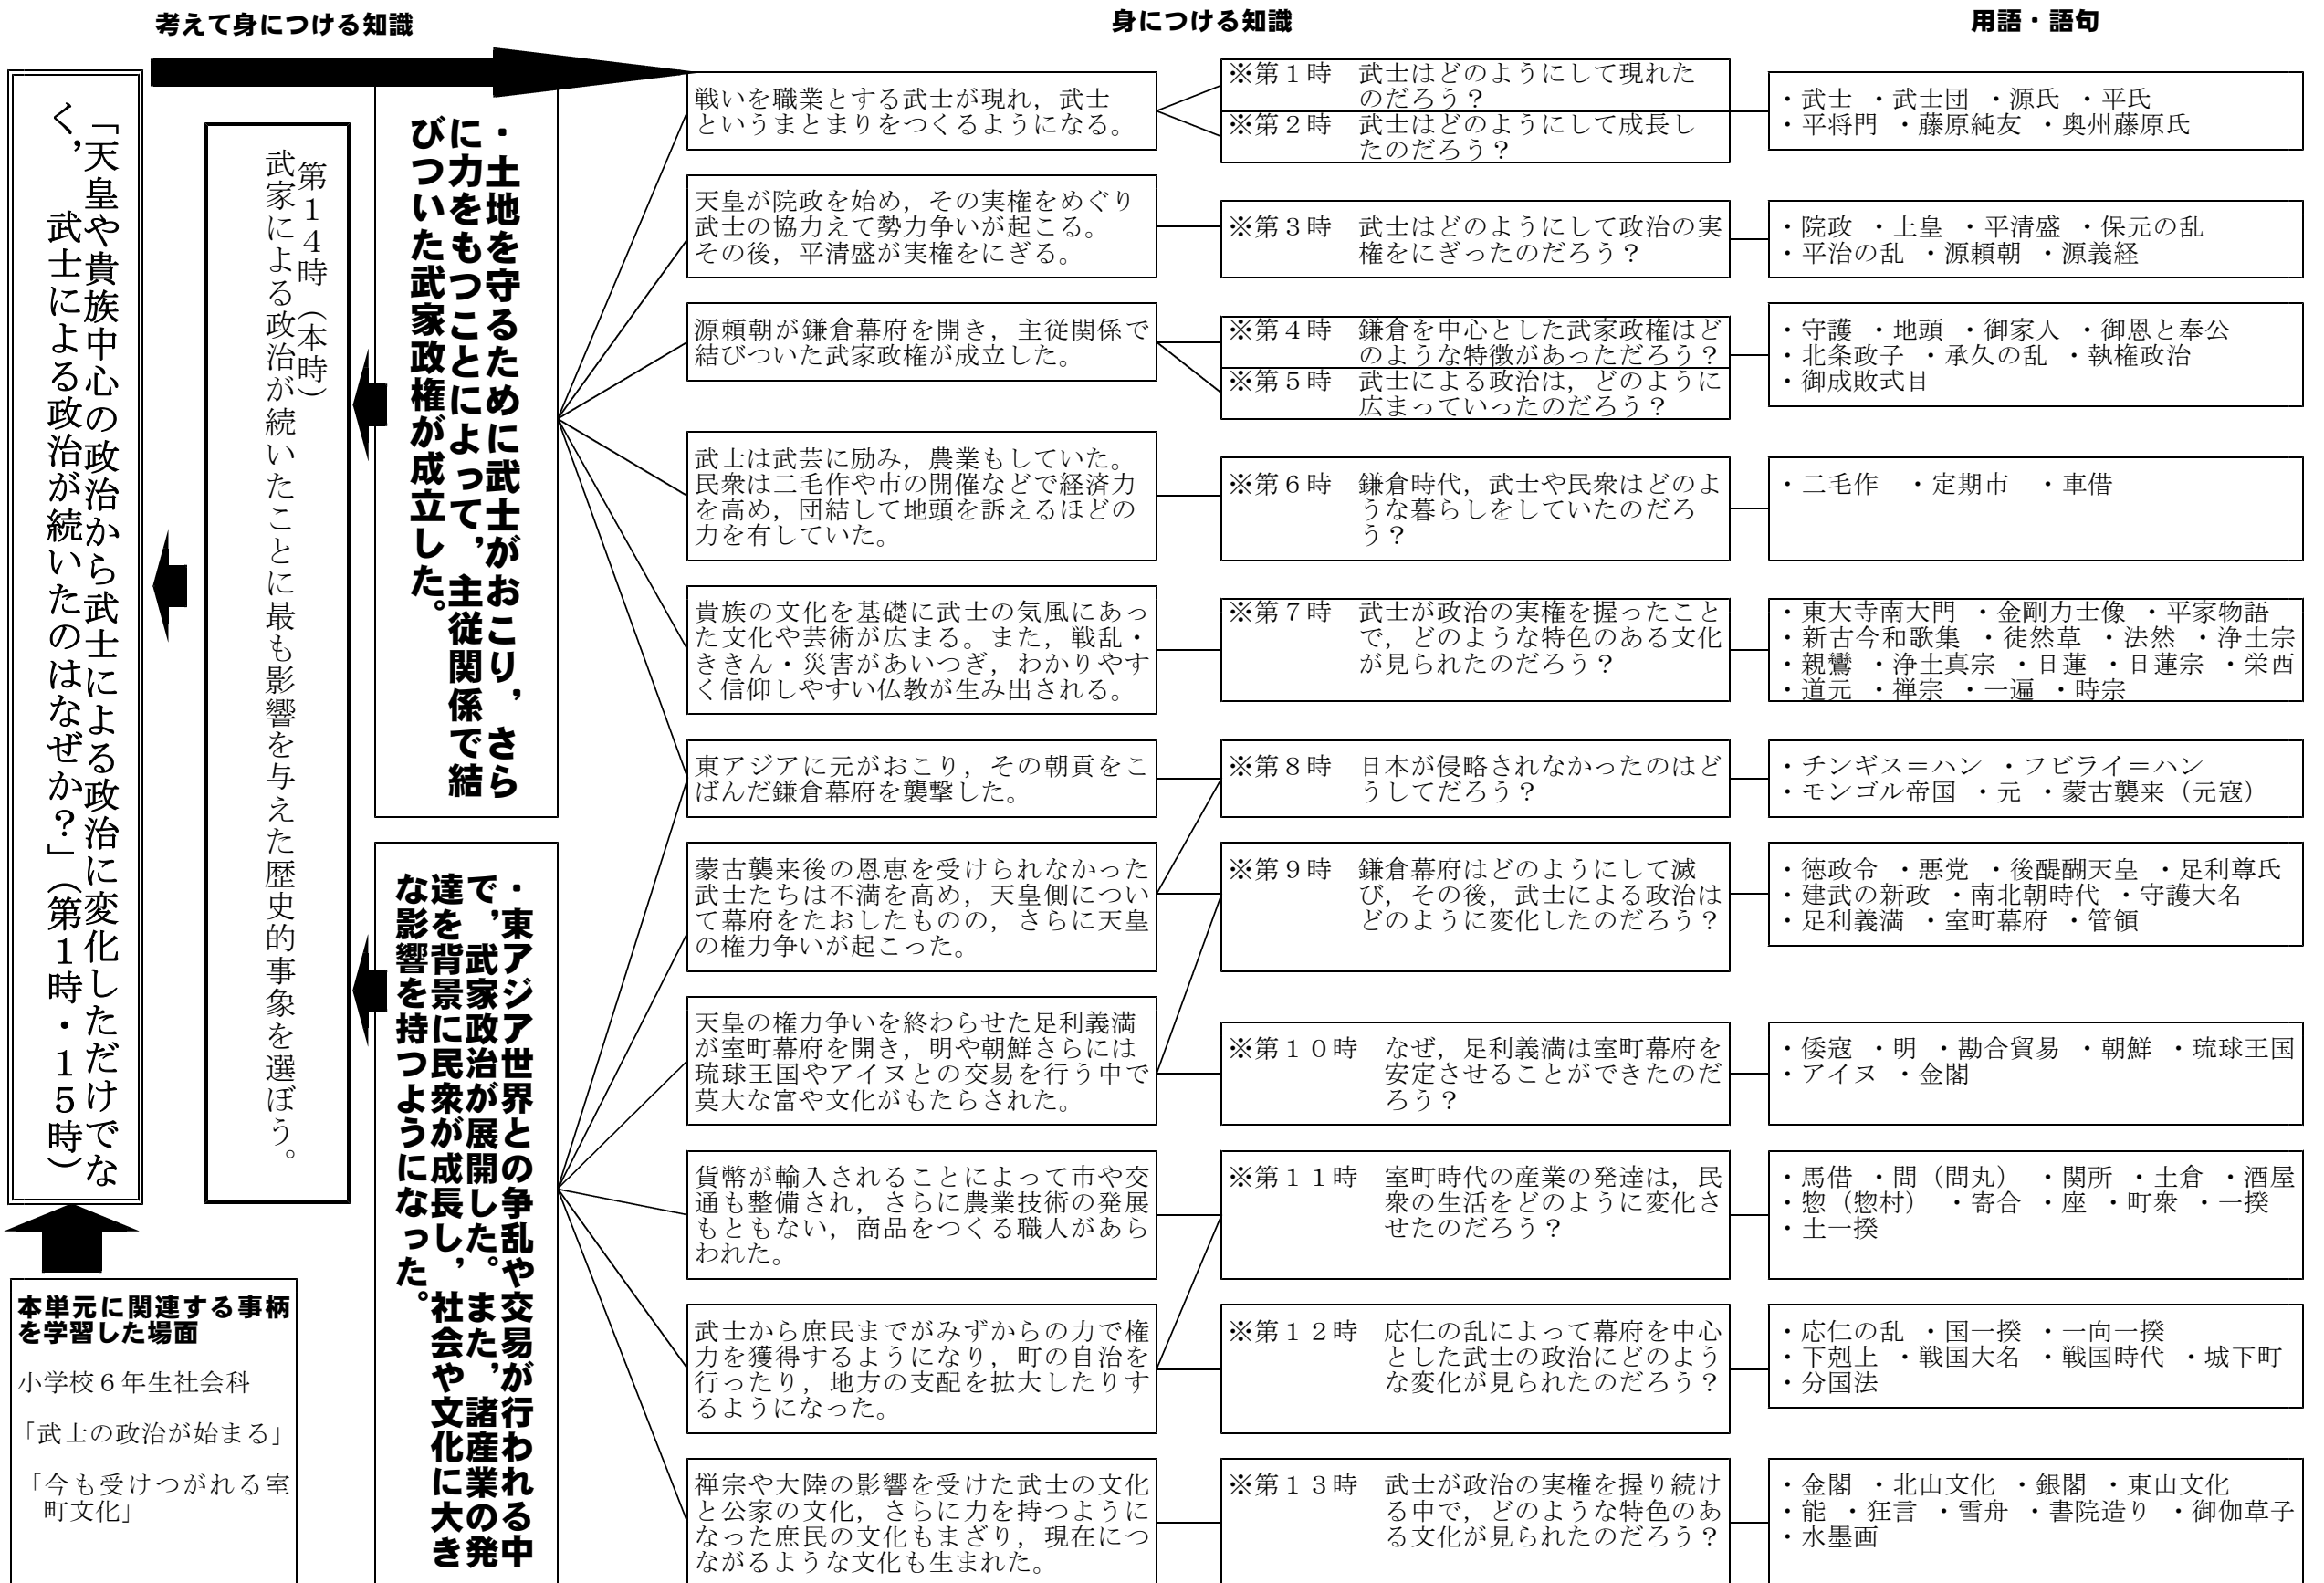 考えて身につける知識
身につける知識
用語・語句
「天皇や貴族中心の政治から武士による政治に変化しただけでな
く，武士による政治が続いたのはなぜか？」（第１時・１５時）
第１４時（本時）
武家による政治が続いたことに最も影響を与えた歴史的事象を選ぼう。
・土地を守るために武士がおこり，さら
に力をもつことによって，主従関係で結
びついた武家政権が成立した。
・東アジア世界との争乱や交易が行われる中
で，武家政治が展開した。また，諸産業の発
達を背景に民衆が成長し，社会や文化に大き
な影響を持つようになった。
本単元に関連する事柄
を学習した場面
小学校６年生社会科
「武士の政治が始まる」
「今も受けつがれる室
町文化」
戦いを職業とする武士が現れ，武士
というまとまりをつくるようになる。
※第１時　武士はどのようにして現れた
のだろう？
※第２時　武士はどのようにして成長し
たのだろう？
・武士 ・武士団 ・源氏 ・平氏
・平将門 ・藤原純友 ・奥州藤原氏
天皇が院政を始め，その実権をめぐり
武士の協力えて勢力争いが起こる。
その後，平清盛が実権をにぎる。
※第３時　武士はどのようにして政治の実
権をにぎったのだろう？
・院政 ・上皇 ・平清盛 ・保元の乱
・平治の乱 ・源頼朝 ・源義経
源頼朝が鎌倉幕府を開き，主従関係で
結びついた武家政権が成立した。
※第４時　鎌倉を中心とした武家政権はど
のような特徴があっただろう？
※第５時　武士による政治は，どのように
広まっていったのだろう？
・守護 ・地頭 ・御家人 ・御恩と奉公
・北条政子 ・承久の乱 ・執権政治
・御成敗式目
武士は武芸に励み，農業もしていた。
民衆は二毛作や市の開催などで経済力
を高め，団結して地頭を訴えるほどの
力を有していた。
※第６時　鎌倉時代，武士や民衆はどのよ
うな暮らしをしていたのだろ
う？
・二毛作 ・定期市 ・車借
貴族の文化を基礎に武士の気風にあっ
た文化や芸術が広まる。また，戦乱・
ききん・災害があいつぎ，わかりやす
く信仰しやすい仏教が生み出される。
※第７時　武士が政治の実権を握ったこと
で，どのような特色のある文化
が見られたのだろう？
・東大寺南大門 ・金剛力士像 ・平家物語
・新古今和歌集 ・徒然草 ・法然 ・浄土宗
・親鸞 ・浄土真宗 ・日蓮 ・日蓮宗 ・栄西
・道元 ・禅宗 ・一遍 ・時宗
東アジアに元がおこり，その朝貢をこ
ばんだ鎌倉幕府を襲撃した。
※第８時　日本が侵略されなかったのはど
うしてだろう？
・チンギス＝ハン ・フビライ＝ハン
・モンゴル帝国 ・元 ・蒙古襲来（元寇）
蒙古襲来後の恩恵を受けられなかった
武士たちは不満を高め，天皇側につい
て幕府をたおしたものの，さらに天皇
の権力争いが起こった。
※第９時　鎌倉幕府はどのようにして滅
び，その後，武士による政治は
どのように変化したのだろう？
・徳政令 ・悪党 ・後醍醐天皇 ・足利尊氏
・建武の新政 ・南北朝時代 ・守護大名
・足利義満 ・室町幕府 ・管領
天皇の権力争いを終わらせた足利義満
が室町幕府を開き，明や朝鮮さらには
琉球王国やアイヌとの交易を行う中で
莫大な富や文化がもたらされた。
※第１０時　なぜ，足利義満は室町幕府を
安定させることができたのだ
ろう？
・倭寇 ・明 ・勘合貿易 ・朝鮮 ・琉球王国
・アイヌ ・金閣
貨幣が輸入されることによって市や交
通も整備され，さらに農業技術の発展
もともない，商品をつくる職人があら
われた。
※第１１時　室町時代の産業の発達は，民
衆の生活をどのように変化さ
せたのだろう？
・馬借 ・問（問丸） ・関所 ・土倉 ・酒屋
・惣（惣村） ・寄合 ・座 ・町衆 ・一揆
・土一揆
武士から庶民までがみずからの力で権
力を獲得するようになり，町の自治を
行ったり，地方の支配を拡大したりす
るようになった。
※第１２時　応仁の乱によって幕府を中心
とした武士の政治にどのよう
な変化が見られたのだろう？
・応仁の乱 ・国一揆 ・一向一揆
・下剋上 ・戦国大名 ・戦国時代 ・城下町
・分国法
禅宗や大陸の影響を受けた武士の文化
と公家の文化，さらに力を持つように
なった庶民の文化もまざり，現在につ
ながるような文化も生まれた。
※第１３時　武士が政治の実権を握り続け
る中で，どのような特色のあ
る文化が見られたのだろう？
・金閣 ・北山文化 ・銀閣 ・東山文化
・能 ・狂言 ・雪舟 ・書院造り ・御伽草子
・水墨画